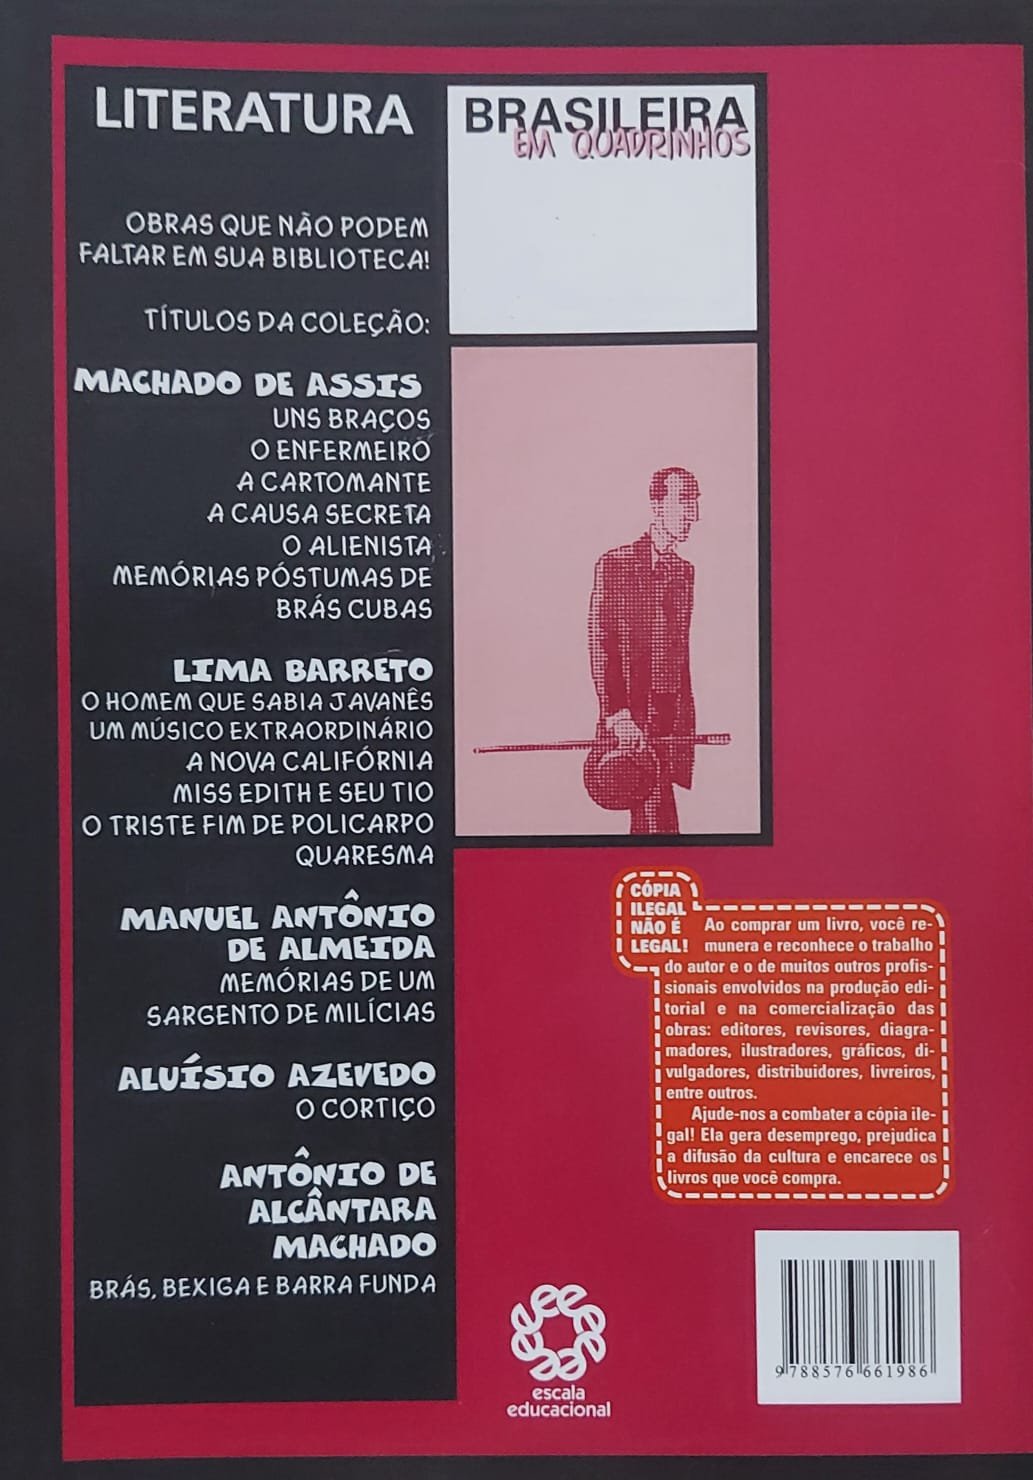 LITERATURA BRASILEIRA
EM QUADRINHOS
OBRAS QUE NÃO PODEM
FALTAR EM SUA BIBLIOTECA!
TÍTULOS DA COLEÇÃO:
MACHADO DE ASSIS
UNS BRAÇOS
O ENFERMEIRO
A CARTOMANTE
A CAUSA SECRETA
O ALIENISTA
MEMÓRIAS PÓSTUMAS DE
BRÁS CUBAS
LIMA BARRETO
O HOMEM QUE SABIA JAVANÊS
UM MÚSICO EXTRAORDINÁRIO
A NOVA CALIFÓRNIA
MISS EDITH E SEU TIO
O TRISTE FIM DE POLICARPO
QUARESMA
MANUEL ANTÔNIO
DE ALMEIDA
MEMÓRIAS DE UM
SARGENTO DE MILÍCIAS
ALUÍSIO AZEVEDO
O CORTIÇO
ANTÔNIO DE
ALCÂNTARA
MACHADO
BRÁS, BEXIGA E BARRA FUNDA
CÓPIA
ILEGAL
NÃO É
LEGAL!
Ao comprar um livro, você re-
munera e reconhece o trabalho
do autor e o de muitos outros profis-
sionais envolvidos na produção edi-
torial e na comercialização das
obras: editores, revisores, diagra-
madores, ilustradores, gráficos, di-
vulgadores, distribuidores, livreiros,
entre outros.
Ajude-nos a combater a cópia ile-
gal! Ela gera desemprego, prejudica
a difusão da cultura e encarece os
livros que você compra.
escala
educacional
9 788576 661986